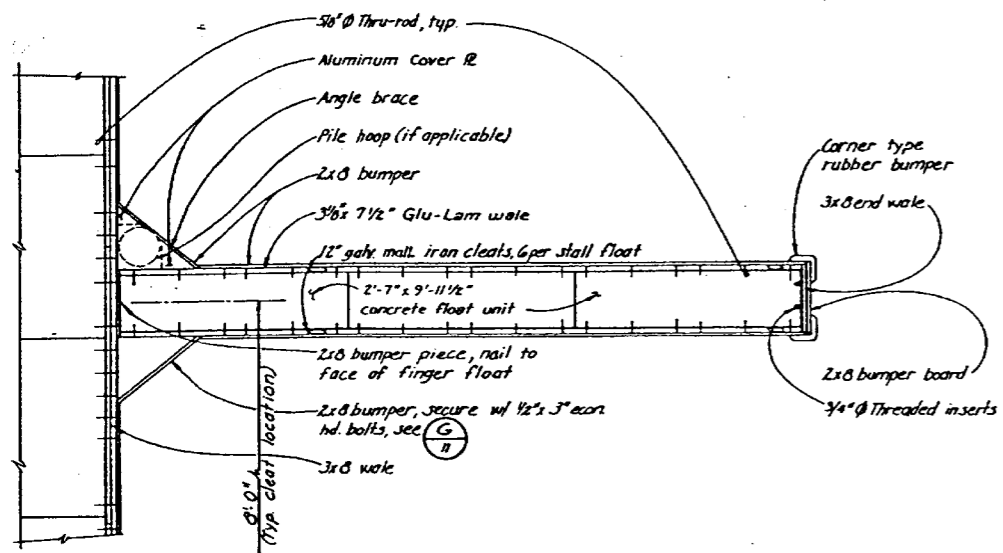 5/8" Ø Thru-rod, typ.
Aluminum Cover ℞
Angle brace
Pile hoop (if applicable)
2x8 bumper
3 1/8" x 7 1/2" Glu-Lam wale
12" galv. mall. iron cleats, 6 per stall float
2'-7" x 9'-11 1/2"
concrete float unit
Corner type
rubber bumper
3x8 end wale
2x8 bumper piece, nail to
face of finger float
2x8 bumper, secure w/ 1/2" x 3" econ
hd. bolts, see G
11
3x8 wale
8'-0"
(typ. cleat location)
2x8 bumper board
3/4" Ø Threaded inserts